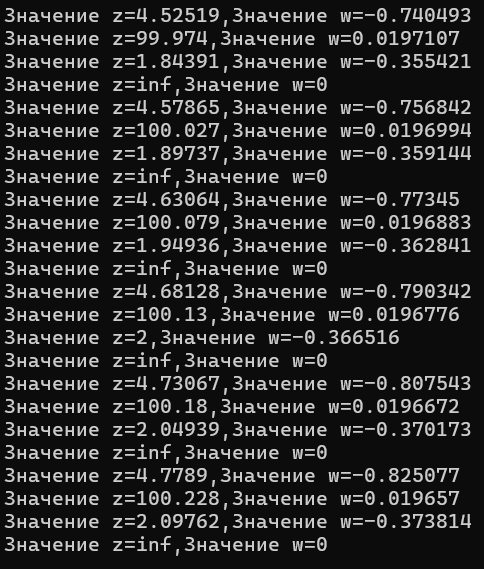 Значение z=4.52519,Значение w=-0.740493
Значение z=99.974,Значение w=0.0197107
Значение z=1.84391,Значение w=-0.355421
Значение z=inf,Значение w=0
Значение z=4.57865,Значение w=-0.756842
Значение z=100.027,Значение w=0.0196994
Значение z=1.89737,Значение w=-0.359144
Значение z=inf,Значение w=0
Значение z=4.63064,Значение w=-0.77345
Значение z=100.079,Значение w=0.0196883
Значение z=1.94936,Значение w=-0.362841
Значение z=inf,Значение w=0
Значение z=4.68128,Значение w=-0.790342
Значение z=100.13,Значение w=0.0196776
Значение z=2,Значение w=-0.366516
Значение z=inf,Значение w=0
Значение z=4.73067,Значение w=-0.807543
Значение z=100.18,Значение w=0.0196672
Значение z=2.04939,Значение w=-0.370173
Значение z=inf,Значение w=0
Значение z=4.7789,Значение w=-0.825077
Значение z=100.228,Значение w=0.019657
Значение z=2.09762,Значение w=-0.373814
Значение z=inf,Значение w=0